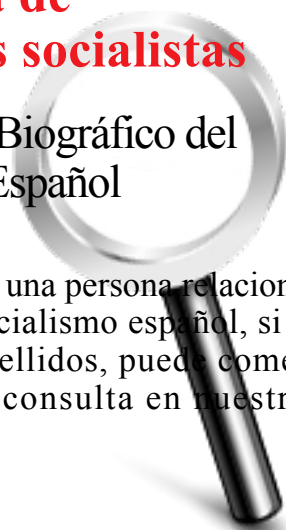 a de
s socialistas
Biográfico del
Español
una persona relacion
cialismo español, si
ellidos, puede come
consulta en nuestr